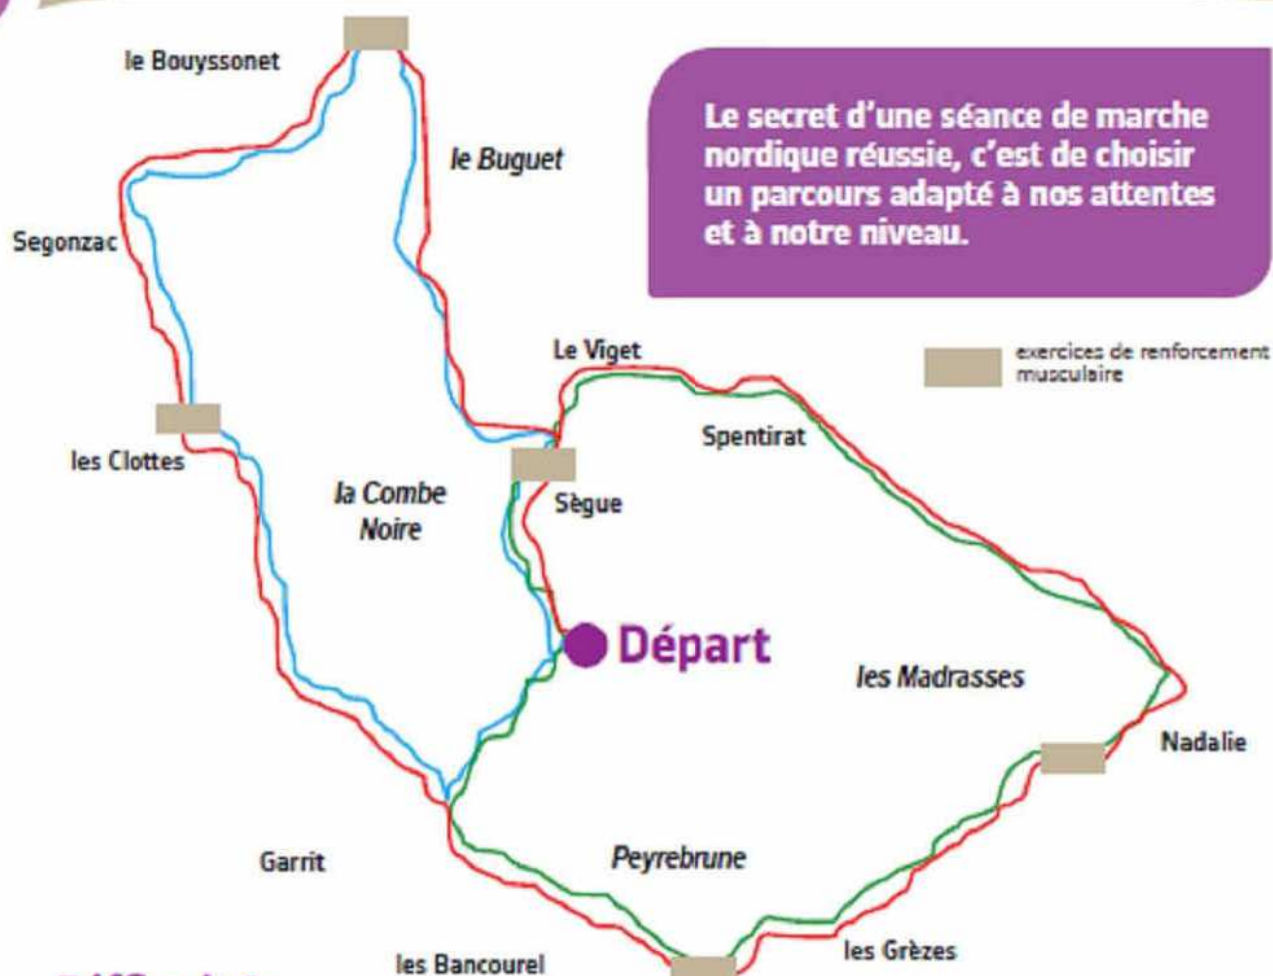 le Bouyssonet
Le secret d'une séance de marche
nordique réussie, c'est de choisir
un parcours adapté à nos attentes
et à notre niveau.
le Buguet
Segonzac
Le Viget
exercices de renforcement
musculaire
Spentirat
les Clottes
la Combe
Noire
Sègue
Départ
les Madrasses
Nadalie
Peyrebrune
Garrit
les Grèzes
les Bancourel